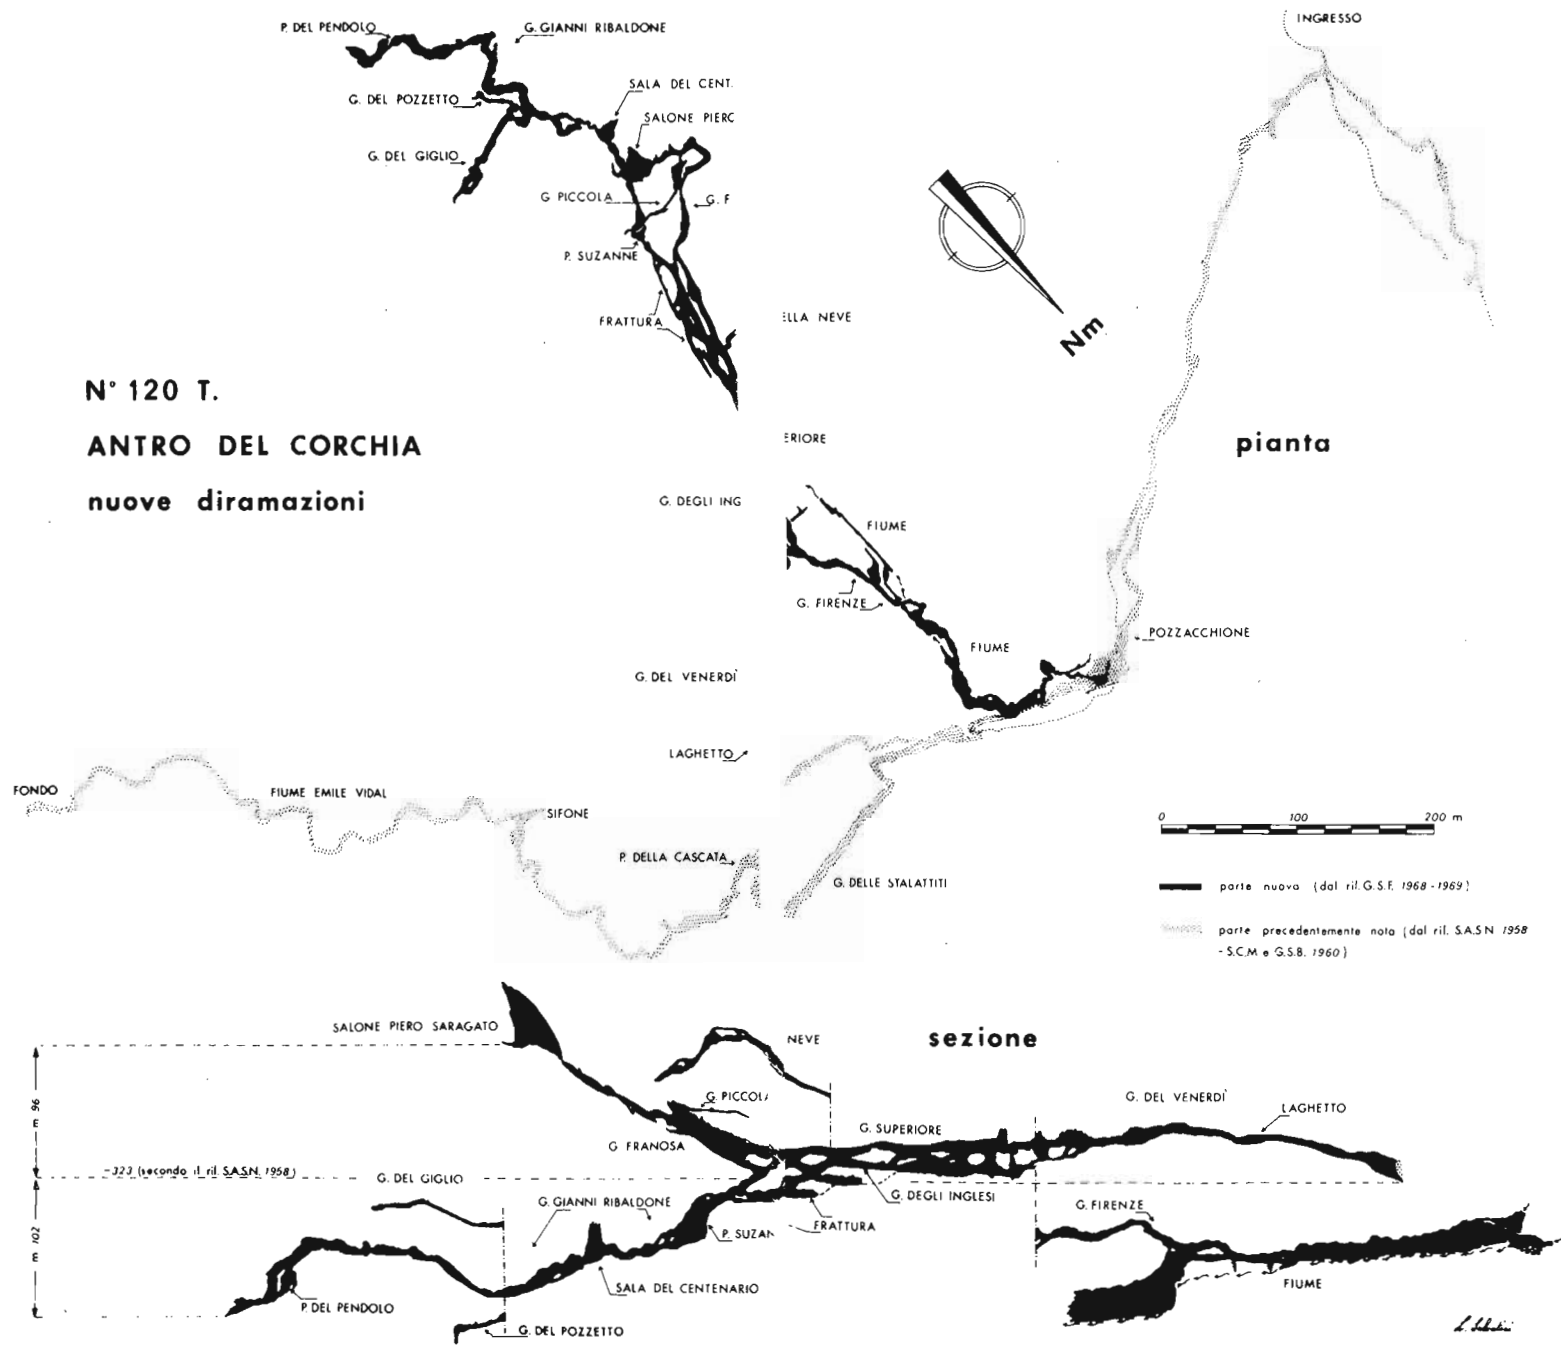 INGRESSO
P. DEL PENDOLO
G. GIANNI RIBALDONE
SALA DEL CENT.
G. DEL POZZETTO
SALONE PIERC
G. DEL GIGLIO
G PICCOLA
G. F
P. SUZANNE
FRATTURA
ELLA NEVE
Nm
N° 120 T.
ANTRO DEL CORCHIA
nuove diramazioni
ERIORE
pianta
G. DEGLI ING
FIUME
G. FIRENZE
FIUME
POZZACCHIONE
G. DEL VENERDÌ
LAGHETTO
FONDO
FIUME EMILE VIDAL
SIFONE
P. DELLA CASCATA
G. DELLE STALATTITI
0 100 200 m
parte nuova (dal ril. G.S.F. 1968-1969)
parte precedentemente nota (dal ril. S.A.S.N 1958
- S.C.M e G.S.B. 1960)
SALONE PIERO SARAGATO
NEVE
sezione
m 96
G. PICCOL
G. DEL VENERDÌ
LAGHETTO
G. SUPERIORE
G FRANOSA
-323 (secondo il ril. S.A.S.N. 1958)
G. DEL GIGLIO
G. GIANNI RIBALDONE
G. DEGLI INGLESI
G. FIRENZE
m 102
P. SUZAN
FRATTURA
SALA DEL CENTENARIO
FIUME
P. DEL PENDOLO
G. DEL POZZETTO